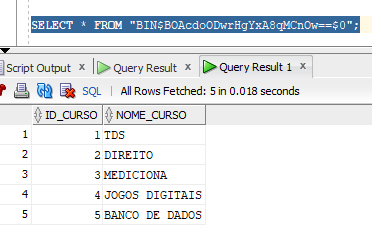 SELECT * FROM "BIN$BOAcdoODwrHgYxA8qMCnOw==$0";
Script Output × Query Result × Query Result 1 ×
SQL | All Rows Fetched: 5 in 0.018 seconds
ID_CURSO NOME_CURSO
1 1 TDS
2 2 DIREITO
3 3 MEDICIONA
4 4 JOGOS DIGITAIS
5 5 BANCO DE DADOS